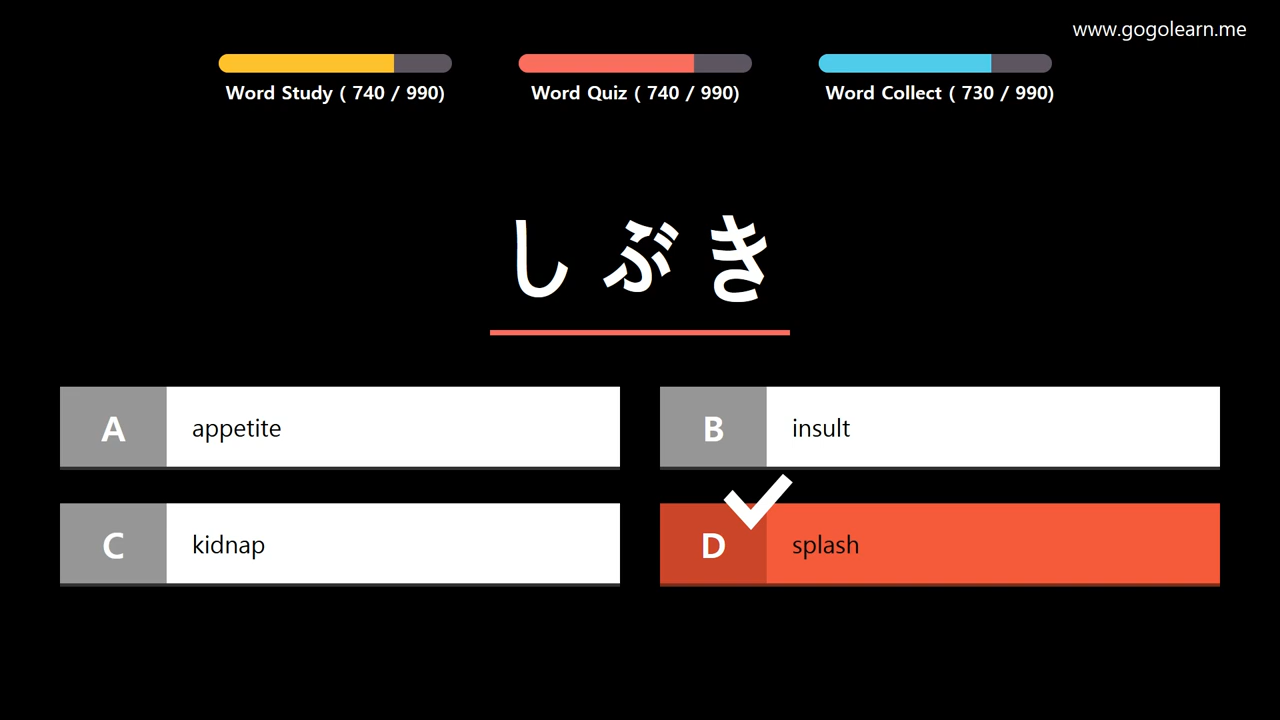 www.gogolearn.me
Word Study ( 740 / 990)
Word Quiz ( 740 / 990)
Word Collect ( 730 / 990)
しぶき
A appetite
B insult
C kidnap
D splash